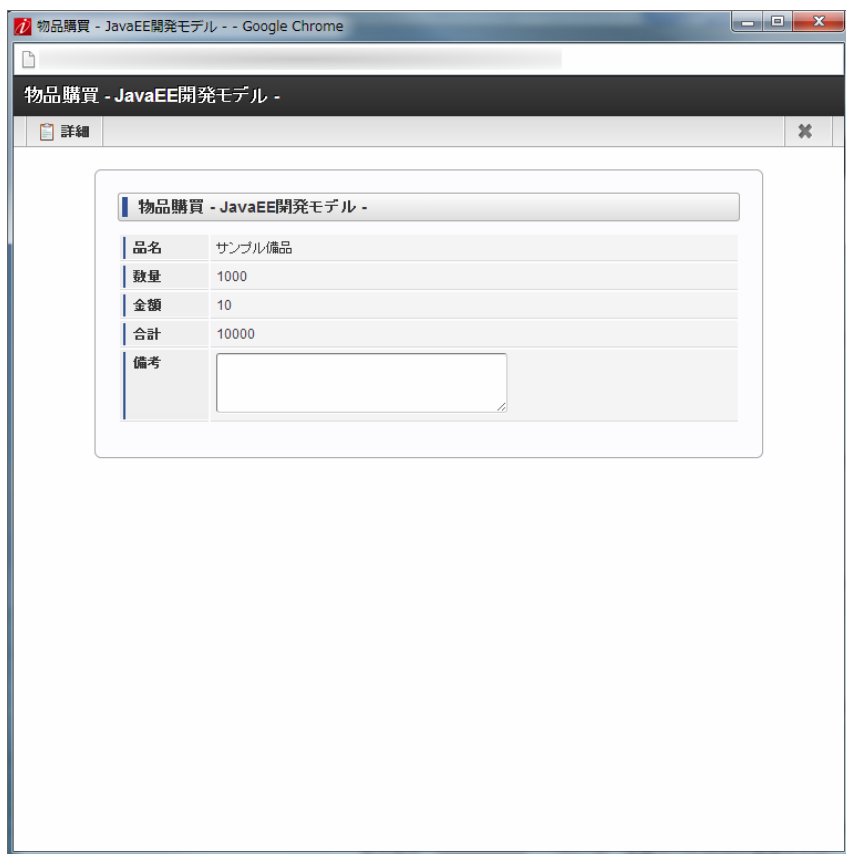 物品購買 - JavaEE開発モデル - - Google Chrome
物品購買 - JavaEE開発モデル -
詳細
物品購買 - JavaEE開発モデル -
品名 サンプル備品
数量 1000
金額 10
合計 10000
備考